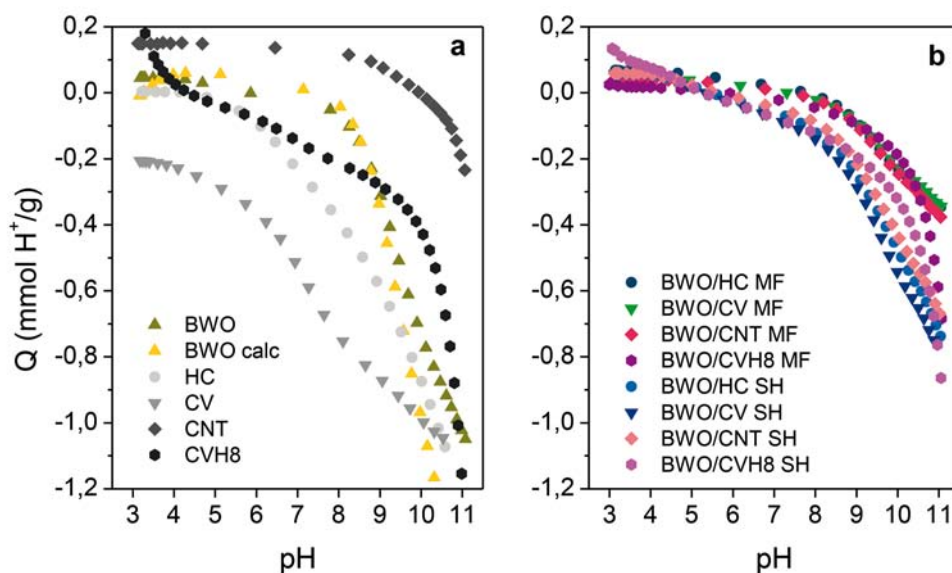 a
b
Q (mmol H⁺/g)
0,2
0,0
-0,2
-0,4
-0,6
-0,8
-1,0
-1,2
BWO
BWO calc
HC
CV
CNT
CVH8
3 4 5 6 7 8 9 10 11
pH
0,2
0,0
-0,2
-0,4
-0,6
-0,8
-1,0
-1,2
BWO/HC MF
BWO/CV MF
BWO/CNT MF
BWO/CVH8 MF
BWO/HC SH
BWO/CV SH
BWO/CNT SH
BWO/CVH8 SH
3 4 5 6 7 8 9 10 11
pH